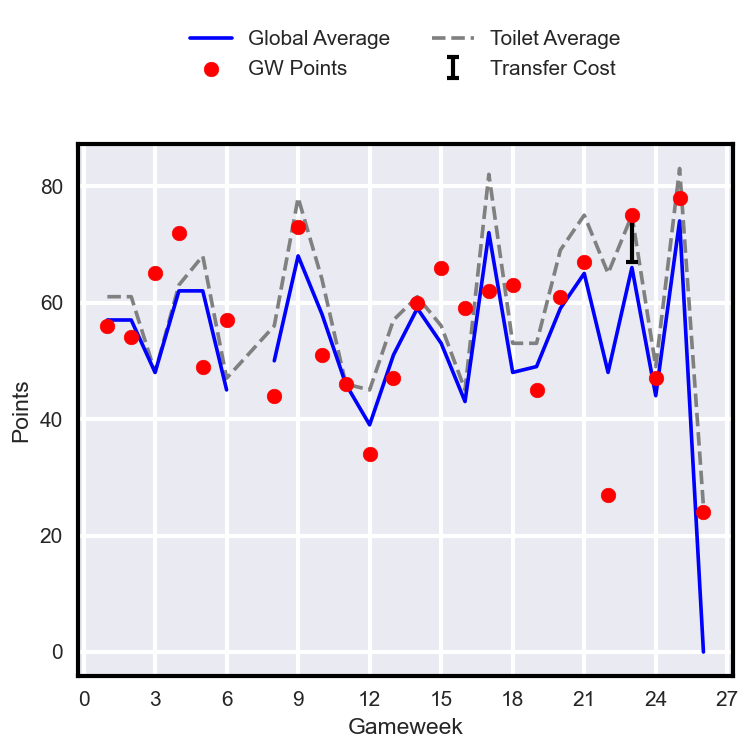 Global Average
Toilet Average
GW Points
Transfer Cost
80
60
40
20
0
Points
0 3 6 9 12 15 18 21 24 27
Gameweek